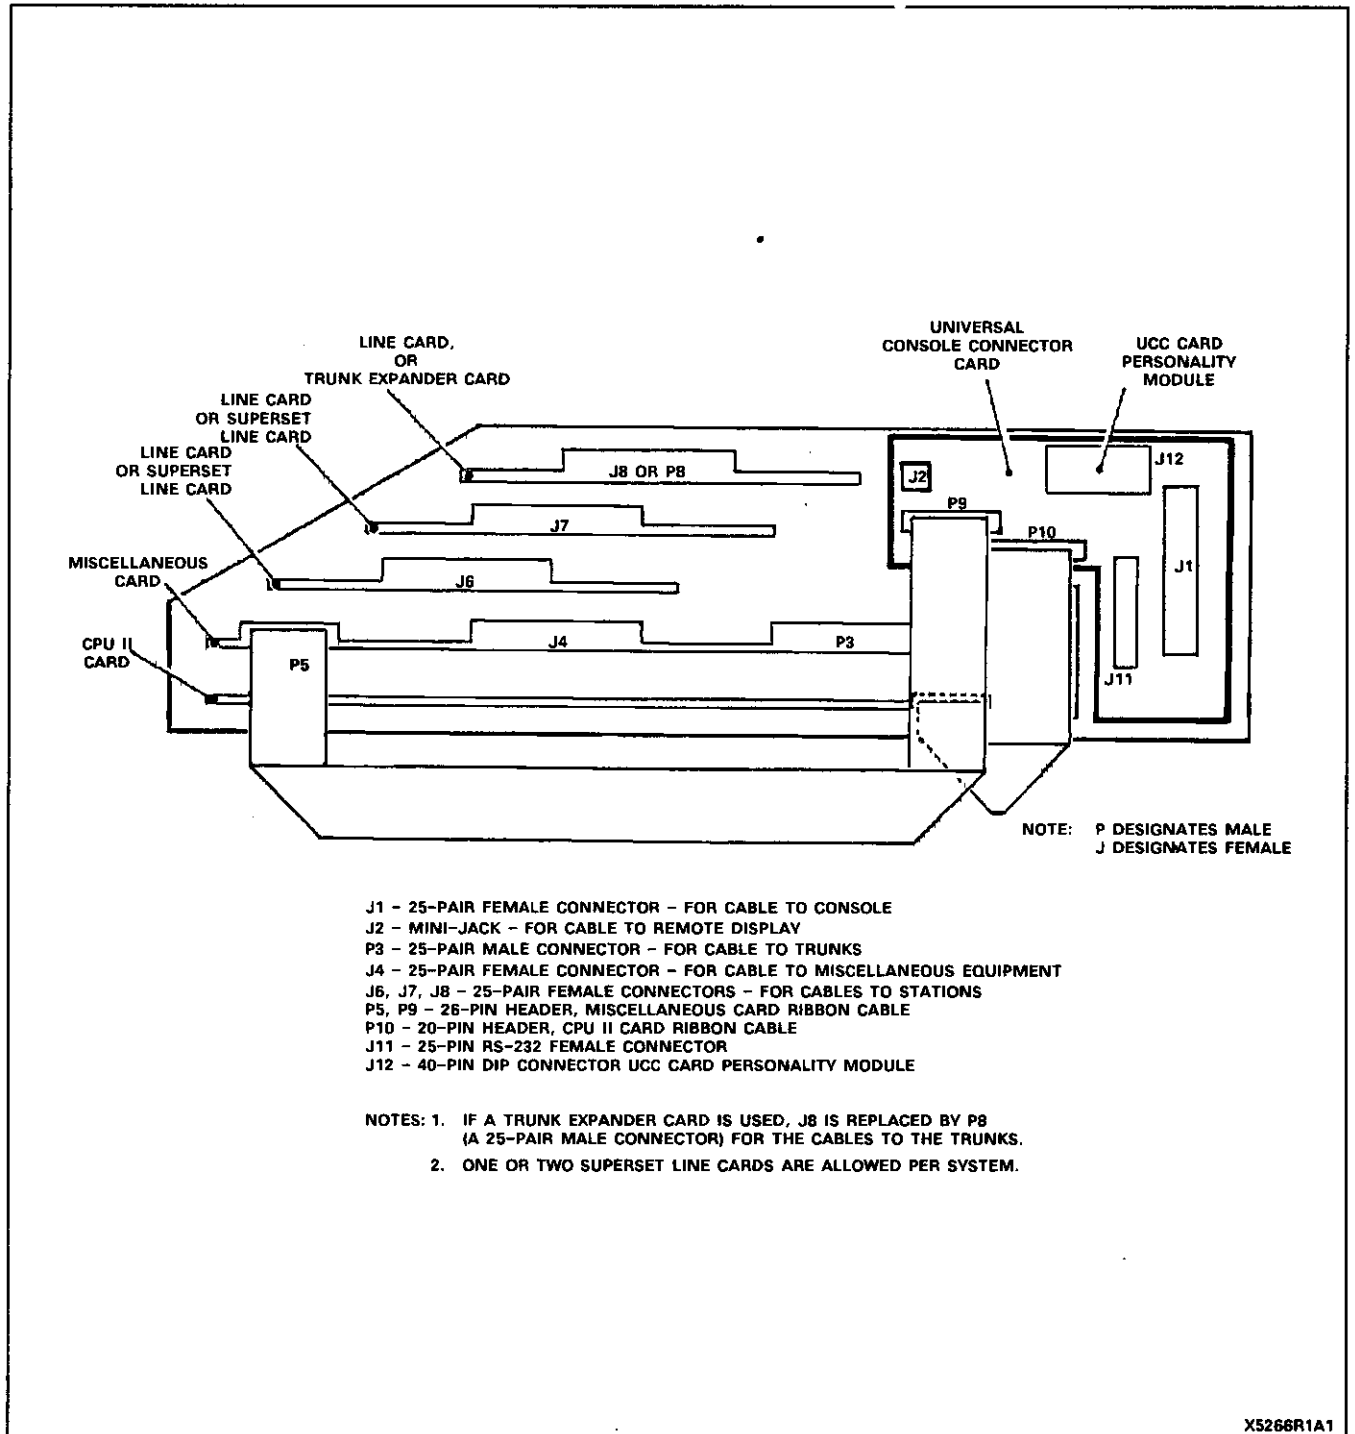 LINE CARD,
OR
TRUNK EXPANDER CARD
UNIVERSAL
CONSOLE CONNECTOR
CARD
UCC CARD
PERSONALITY
MODULE
LINE CARD
OR SUPERSET
LINE CARD
LINE CARD
OR SUPERSET
LINE CARD
MISCELLANEOUS
CARD
CPU II
CARD
J8 OR P8
J7
J6
J4
P3
P5
J2
P9
P10
J12
J1
J11
NOTE: P DESIGNATES MALE
J DESIGNATES FEMALE
J1 - 25-PAIR FEMALE CONNECTOR - FOR CABLE TO CONSOLE
J2 - MINI-JACK - FOR CABLE TO REMOTE DISPLAY
P3 - 25-PAIR MALE CONNECTOR - FOR CABLE TO TRUNKS
J4 - 25-PAIR FEMALE CONNECTOR - FOR CABLE TO MISCELLANEOUS EQUIPMENT
J6, J7, J8 - 25-PAIR FEMALE CONNECTORS - FOR CABLES TO STATIONS
P5, P9 - 26-PIN HEADER, MISCELLANEOUS CARD RIBBON CABLE
P10 - 20-PIN HEADER, CPU II CARD RIBBON CABLE
J11 - 25-PIN RS-232 FEMALE CONNECTOR
J12 - 40-PIN DIP CONNECTOR UCC CARD PERSONALITY MODULE
NOTES: 1. IF A TRUNK EXPANDER CARD IS USED, J8 IS REPLACED BY P8
(A 25-PAIR MALE CONNECTOR) FOR THE CABLES TO THE TRUNKS.
2. ONE OR TWO SUPERSET LINE CARDS ARE ALLOWED PER SYSTEM.
X5266R1A1